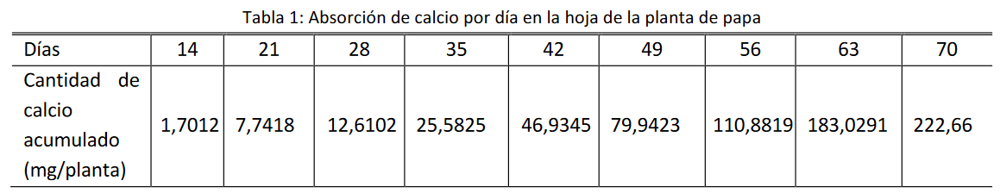 Tabla 1: Absorción de calcio por día en la hoja de la planta de papa
Días 14 21 28 35 42 49 56 63 70
Cantidad de
calcio
acumulado
(mg/planta)
1,7012 7,7418 12,6102 25,5825 46,9345 79,9423 110,8819 183,0291 222,66